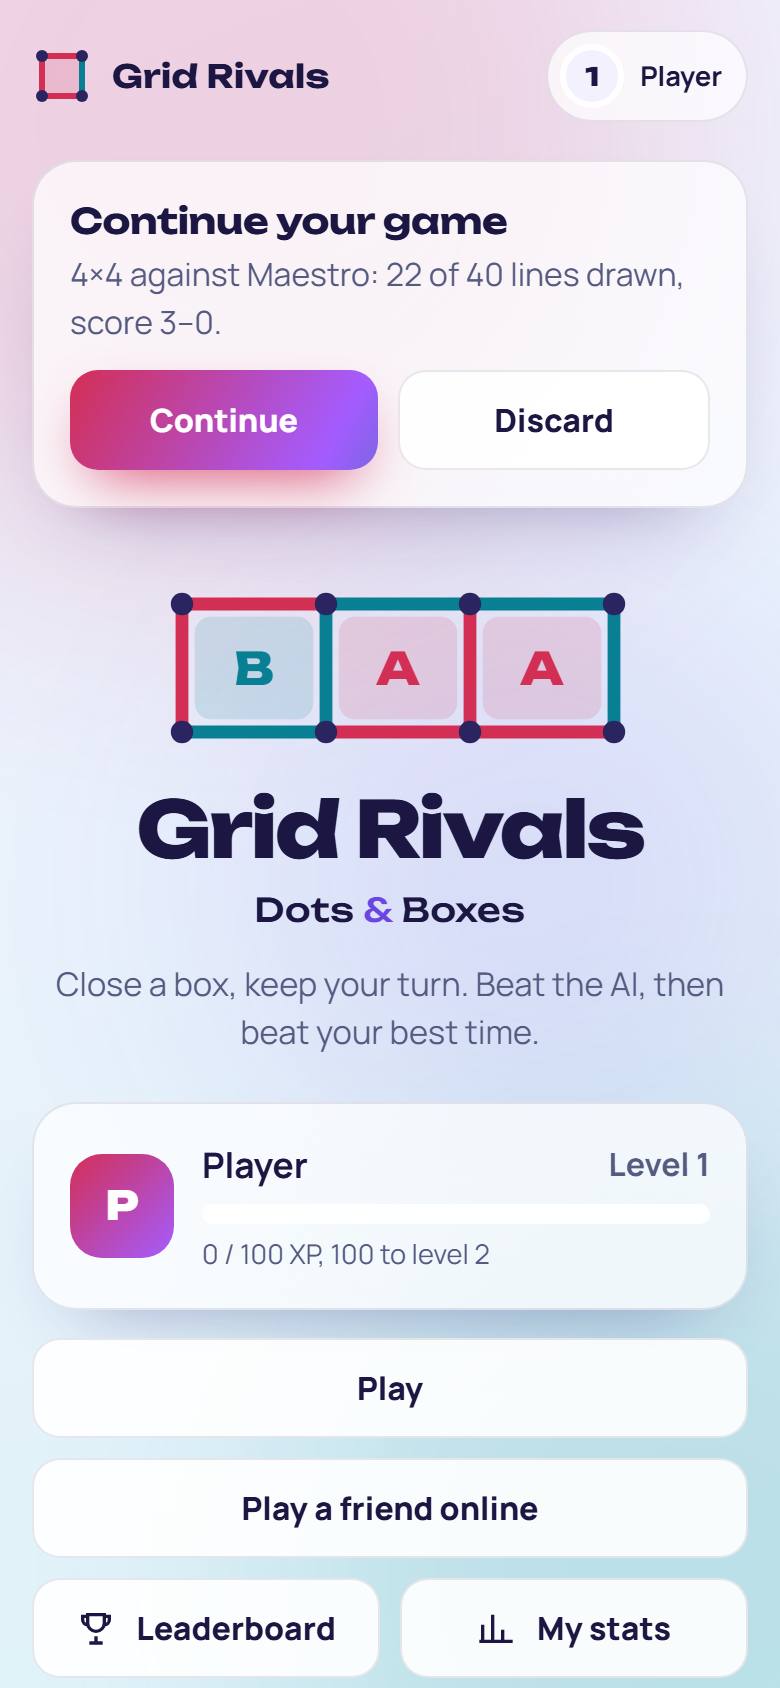 Grid Rivals
1 Player
Continue your game
4×4 against Maestro: 22 of 40 lines drawn,
score 3–0.
Continue
Discard
B A A
Grid Rivals
Dots & Boxes
Close a box, keep your turn. Beat the AI, then
beat your best time.
P
Player
Level 1
0 / 100 XP, 100 to level 2
Play
Play a friend online
Leaderboard
My stats